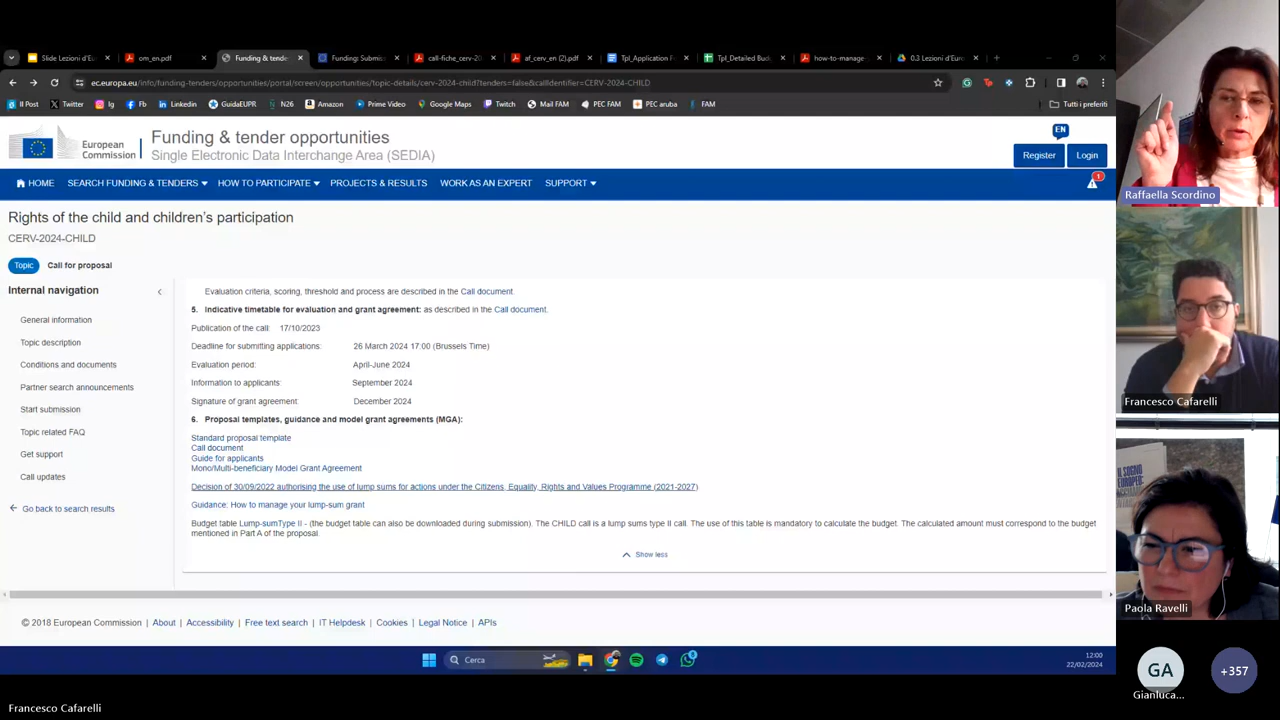 Slide Lezioni d'Eu
om_en.pdf
Funding & tende
Funding: Submis
call-fiche_cerv-20
af_cerv_en (2).pdf
Tpl_Application F
Tpl_Detailed Bud
how-to-manage
0.3 Lezioni d'Eur
ec.europa.eu/info/funding-tenders/opportunities/portal/screen/opportunities/topic-details/cerv-2024-child?tenders=false&callIdentifier=CERV-2024-CHILD
Il Post
Twitter
Ig
Fb
Linkedin
GuidaEUPR
N26
Amazon
Prime Video
Google Maps
Twitch
Mail FAM
PEC FAM
PEC aruba
FAM
Tutti i preferiti
European
Commission
Funding & tender opportunities
Single Electronic Data Interchange Area (SEDIA)
EN
Register
Login
HOME
SEARCH FUNDING & TENDERS
HOW TO PARTICIPATE
PROJECTS & RESULTS
WORK AS AN EXPERT
SUPPORT
1
Rights of the child and children's participation
CERV-2024-CHILD
Topic
Call for proposal
Internal navigation
General information
Topic description
Conditions and documents
Partner search announcements
Start submission
Topic related FAQ
Get support
Call updates
Go back to search results
Evaluation criteria, scoring, threshold and process are described in the Call document.
5. Indicative timetable for evaluation and grant agreement: as described in the Call document.
Publication of the call: 17/10/2023
Deadline for submitting applications: 26 March 2024 17:00 (Brussels Time)
Evaluation period: April-June 2024
Information to applicants: September 2024
Signature of grant agreement: December 2024
6. Proposal templates, guidance and model grant agreements (MGA):
Standard proposal template
Call document
Guide for applicants
Mono/Multi-beneficiary Model Grant Agreement
Decision of 30/09/2022 authorising the use of lump sums for actions under the Citizens, Equality, Rights and Values Programme (2021-2027)
Guidance: How to manage your lump-sum grant
Budget table Lump-sumType II - (the budget table can also be downloaded during submission). The CHILD call is a lump sums type II call. The use of this table is mandatory to calculate the budget. The calculated amount must correspond to the budget
mentioned in Part A of the proposal.
Show less
© 2018 European Commission | About | Accessibility | Free text search | IT Helpdesk | Cookies | Legal Notice | APIs
Cerca
12:00
22/02/2024
Francesco Cafarelli
Raffaella Scordino
Francesco Cafarelli
IL SOGNO
EUROPEO:
Paola Ravelli
GA
Gianluca...
+357